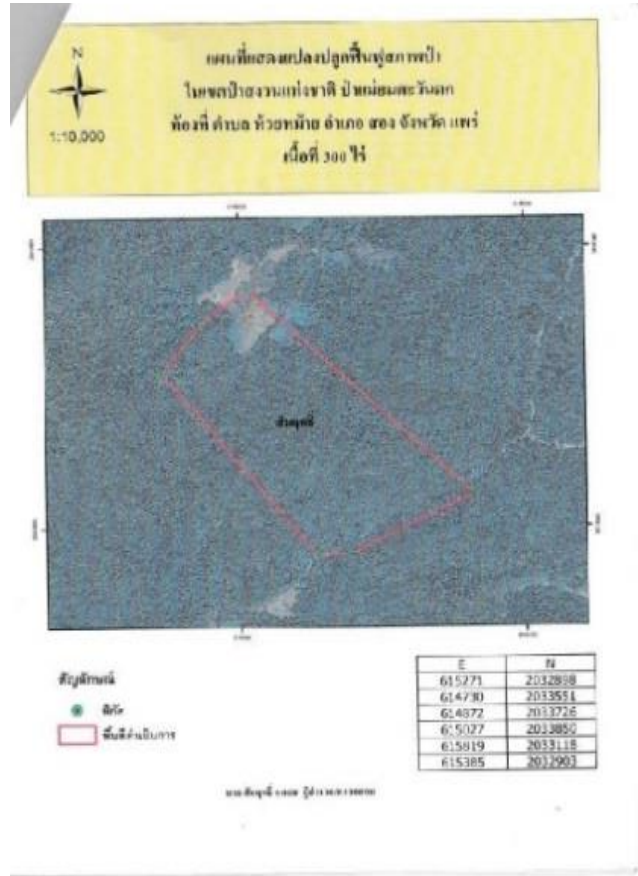 N
1:10,000
แผนที่แสดงแปลงปลูกฟื้นฟูสภาพป่า
ในเขตป่าสงวนแห่งชาติ ป่าแม่ยมตะวันตก
ท้องที่ ตำบล ห้วยหม้าย อำเภอ สอง จังหวัด แพร่
เนื้อที่ 300 ไร่
สัญลักษณ์
พิกัด
พื้นที่ดำเนินการ
E N
615271 2032898
614730 2033551
614872 2033726
615027 2033850
615819 2033118
615385 2032903